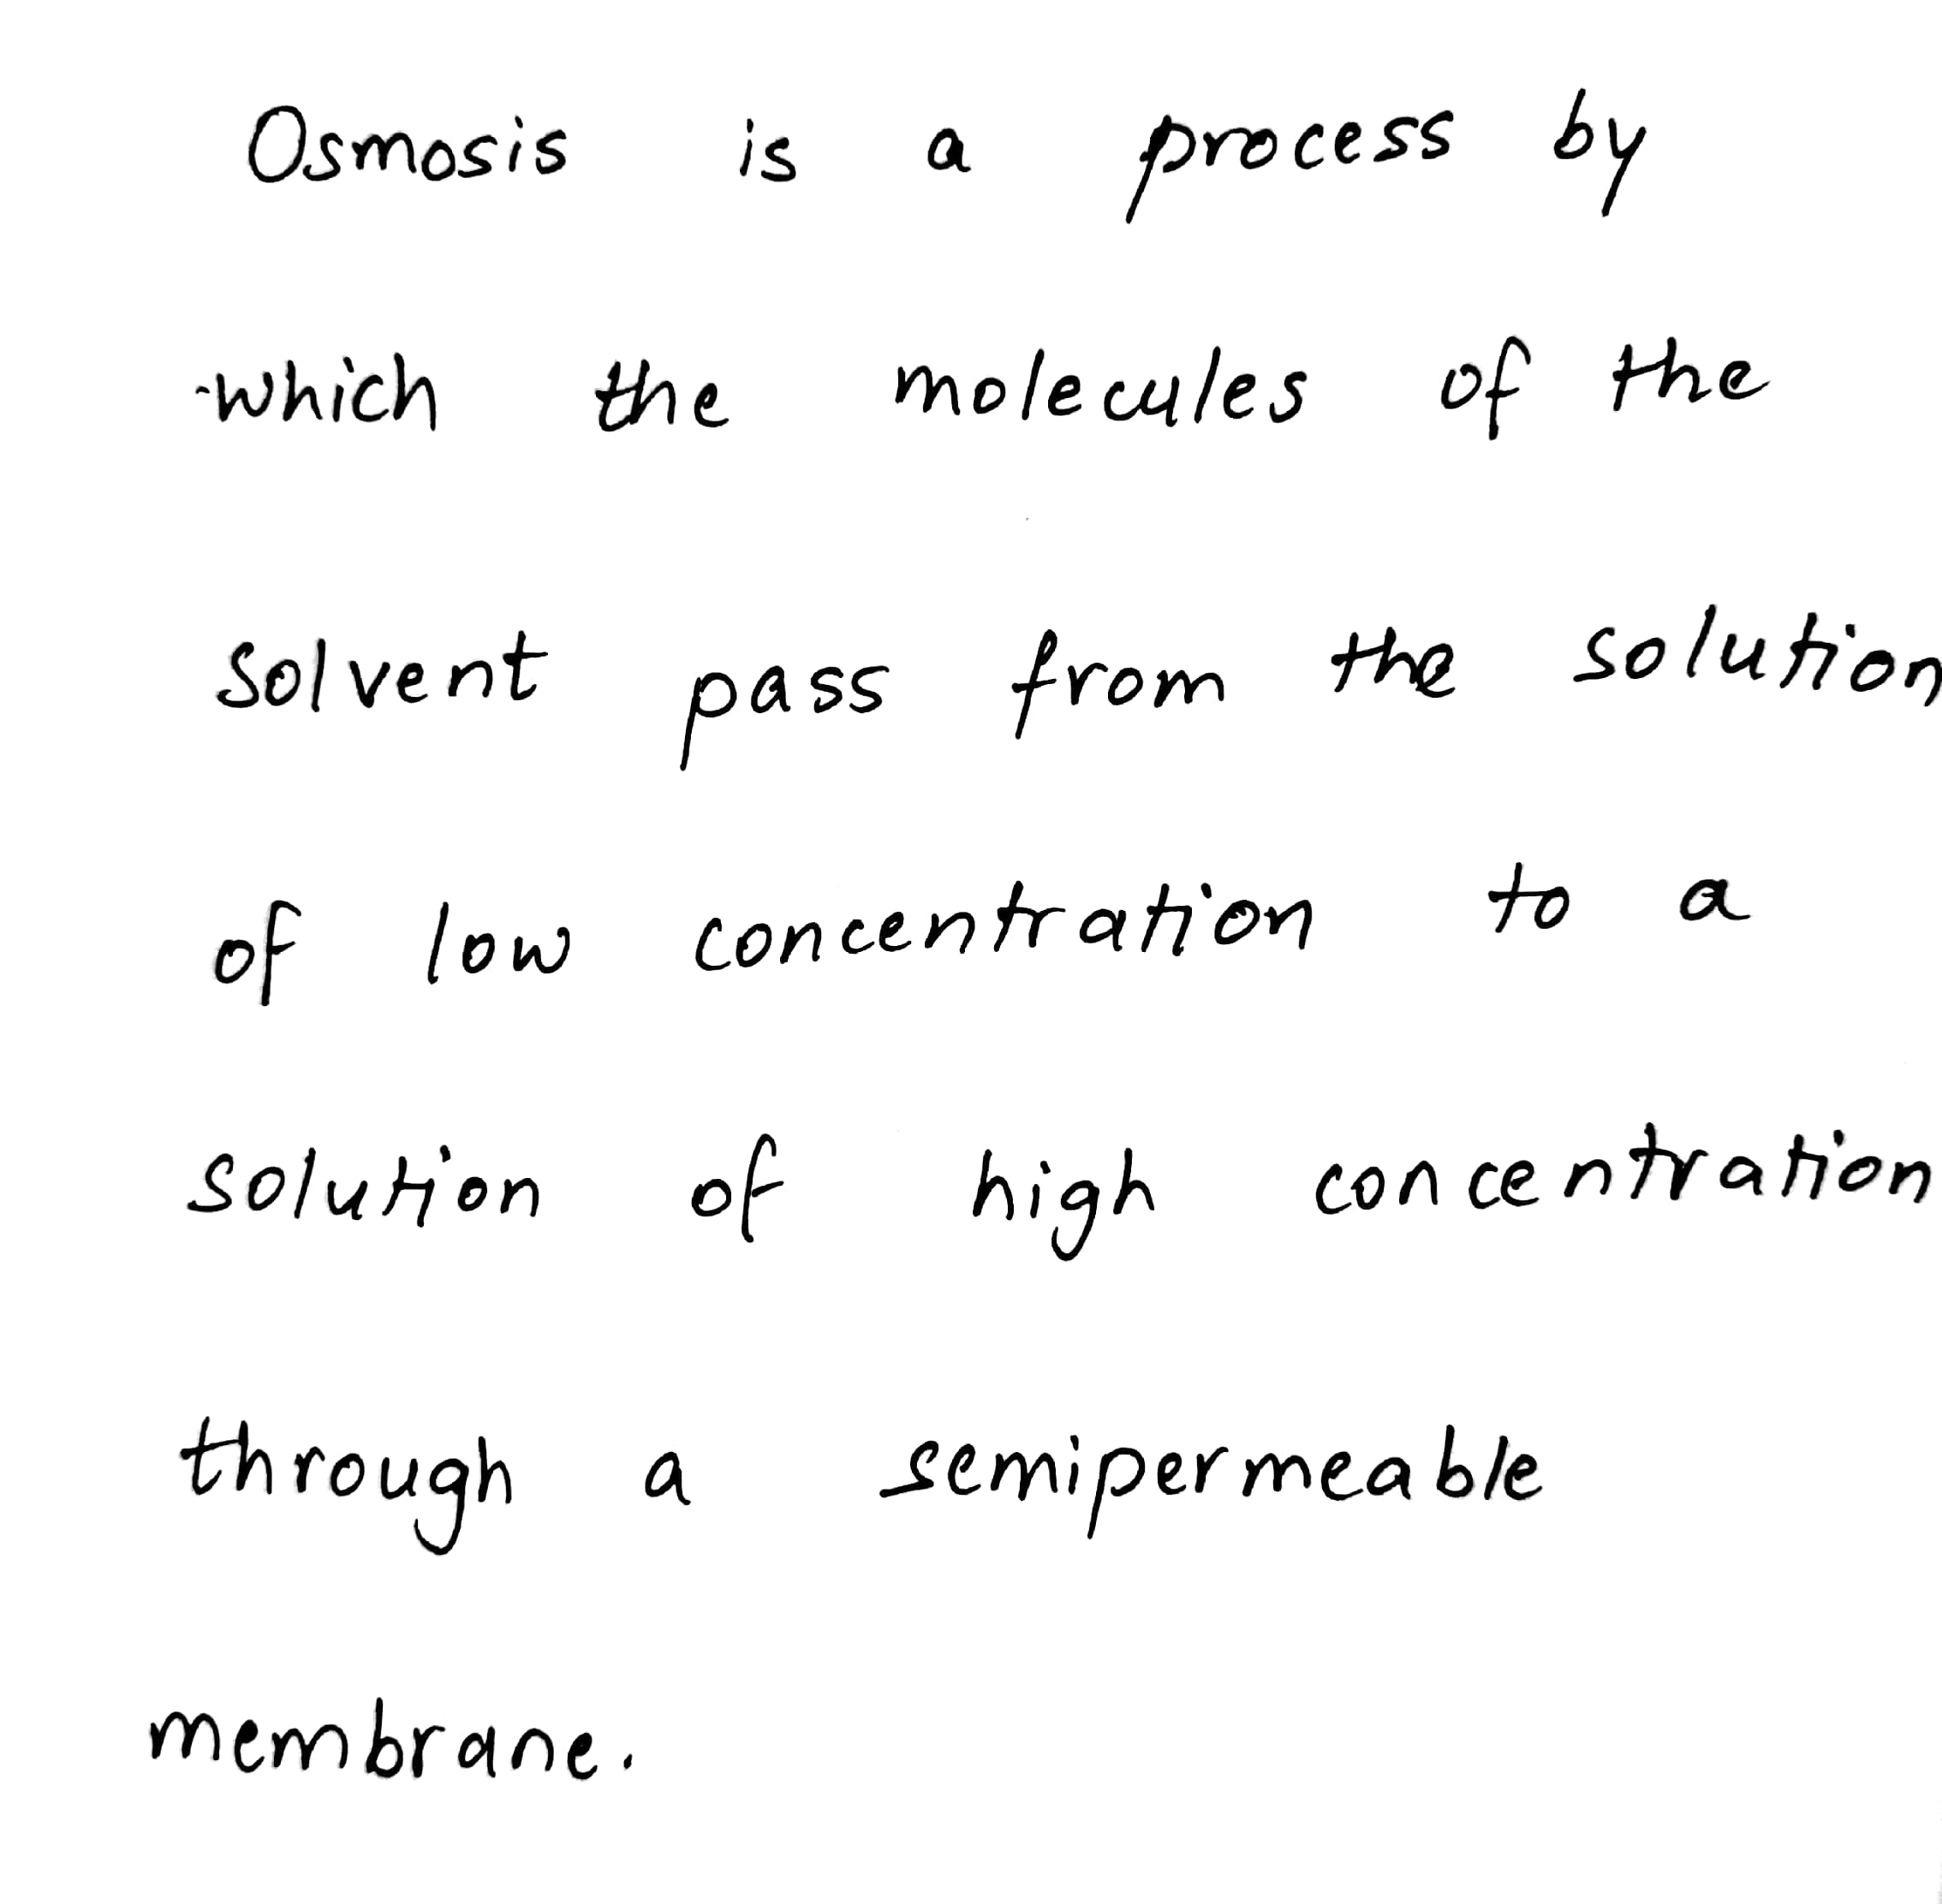 Osmosis is a process by
which the molecules of the
solvent pass from the solution
of low concentration to a
solution of high concentration
through a semipermeable
membrane.